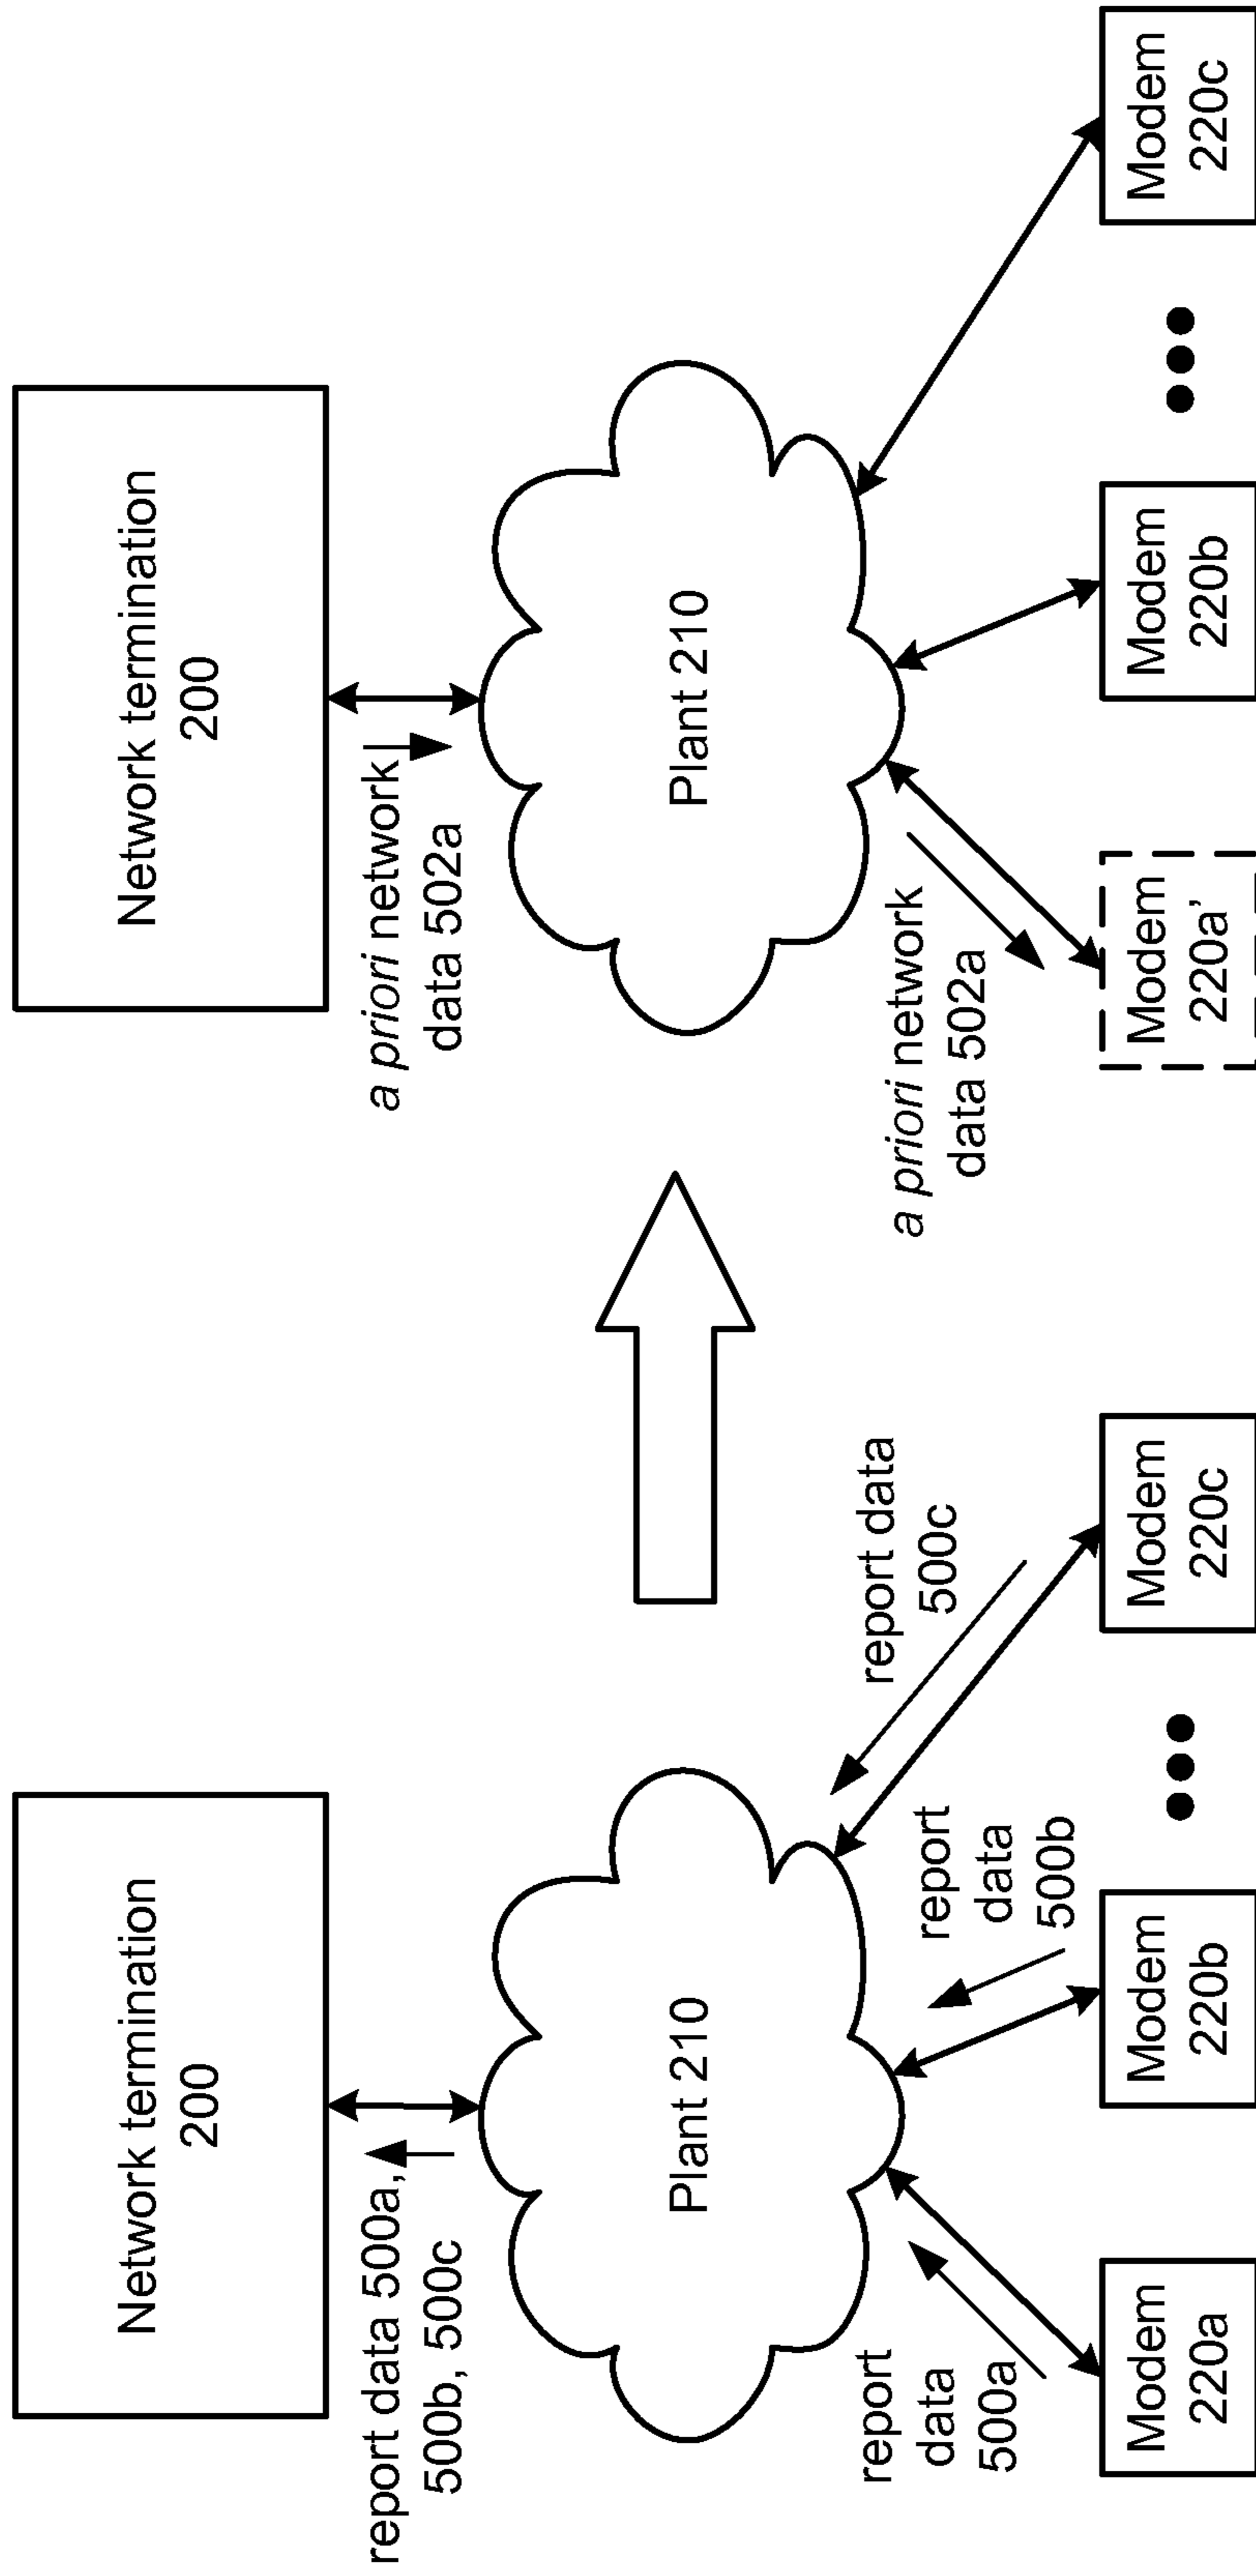 Network termination
200
report data 500a,
500b, 500c
Plant 210
report
data
500a
report
data
500b
report data
500c
Modem
220a
Modem
220b
Modem
220c
Network termination
200
a priori network
data 502a
Plant 210
a priori network
data 502a
Modem
220a’
Modem
220b
Modem
220c